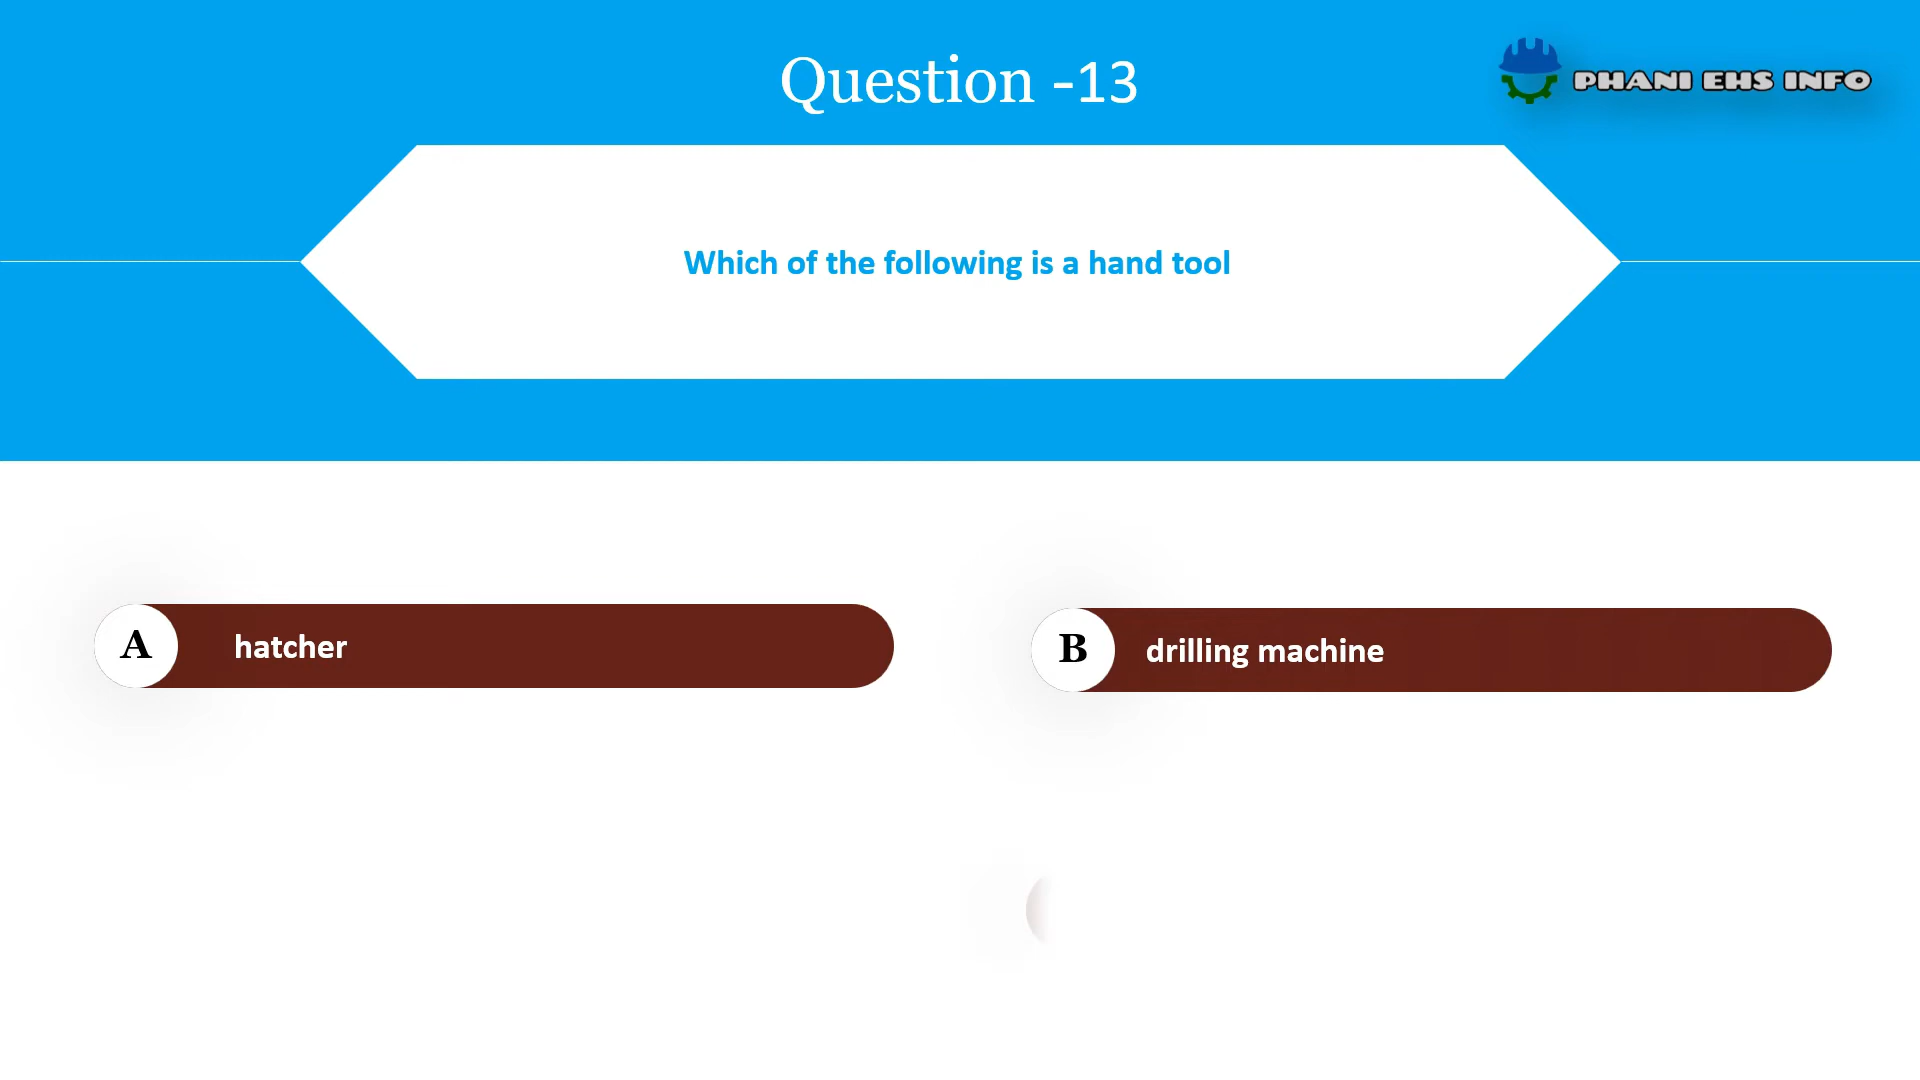 Question -13
PHANI EHS INFO
Which of the following is a hand tool
A hatcher
B drilling machine